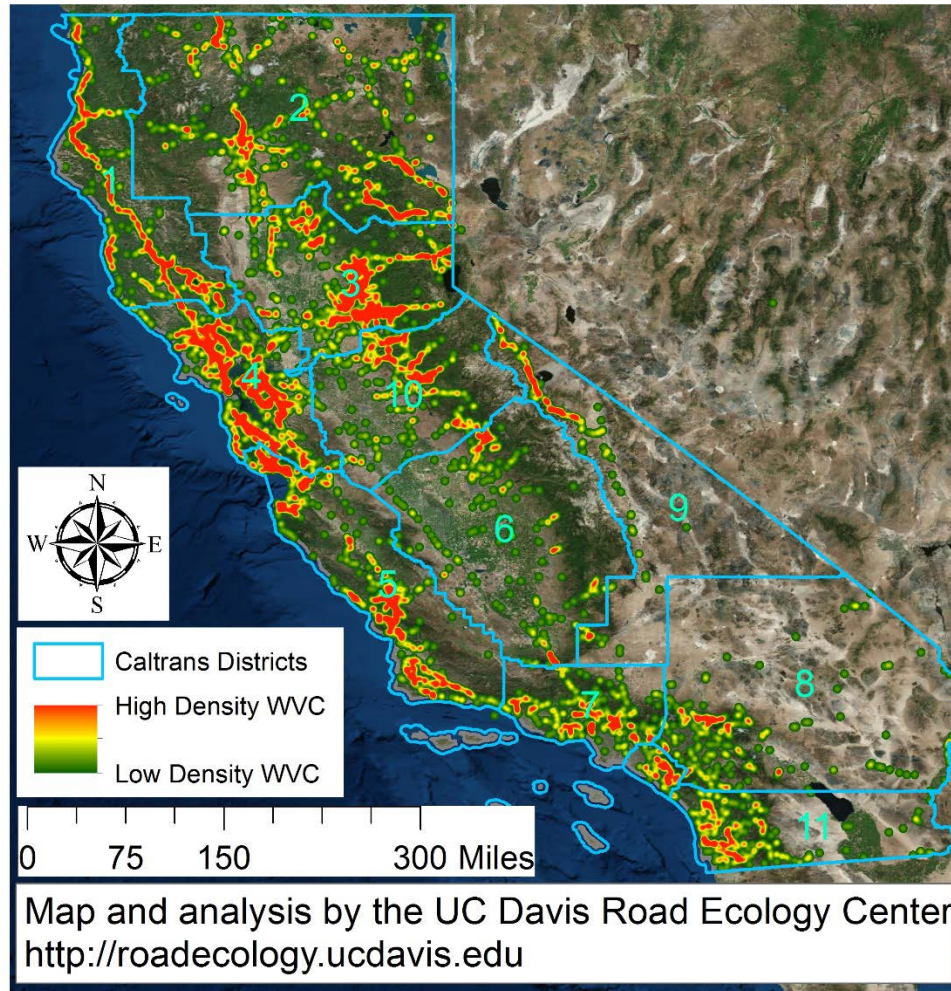 2
1
3
4
10
6
9
5
8
7
11
N
W E
S
Caltrans Districts
High Density WVC
Low Density WVC
0 75 150 300 Miles
Map and analysis by the UC Davis Road Ecology Center
http://roadecology.ucdavis.edu